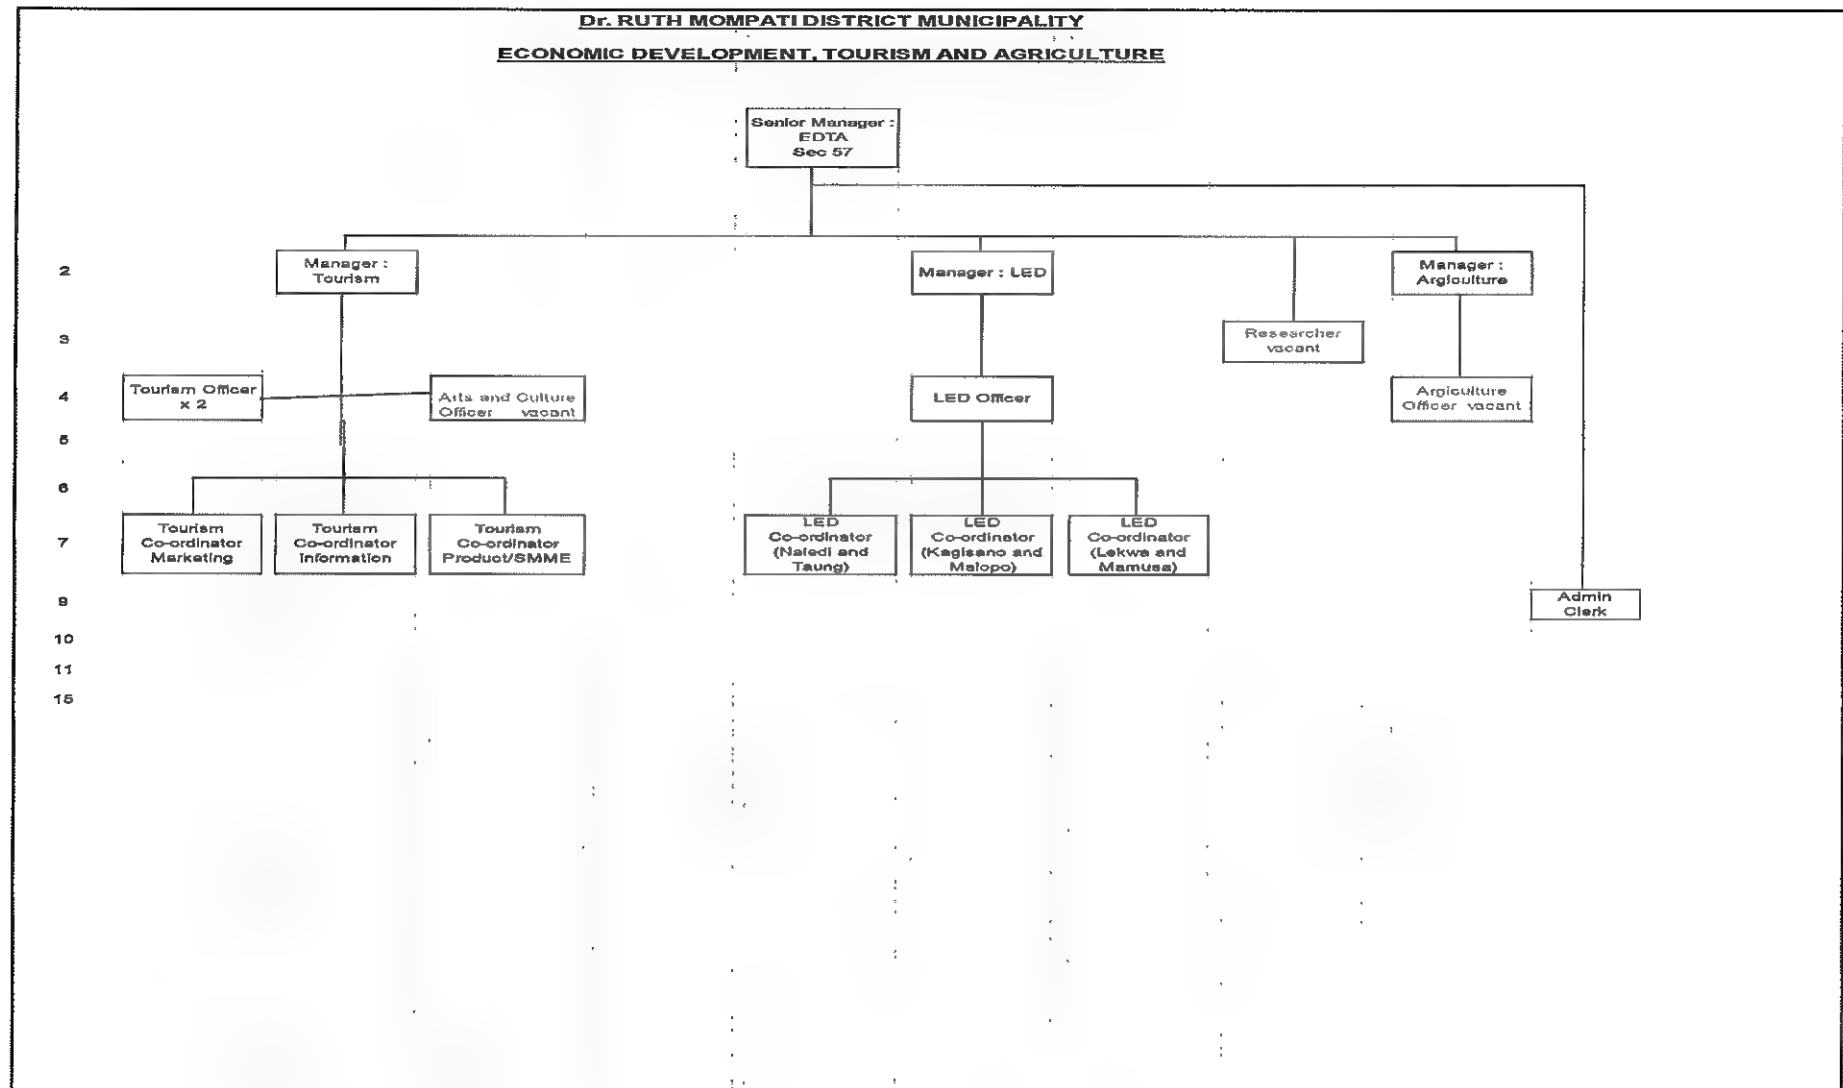 Dr. RUTH MOMPATI DISTRICT MUNICIPALITY
ECONOMIC DEVELOPMENT, TOURISM AND AGRICULTURE
Senior Manager :
EDTA
Sec 57
2
Manager :
Tourism
Manager : LED
Manager :
Argiculture
3
Researcher
vacant
4
Tourism Officer
x 2
Arts and Culture
Officer vacant
LED Officer
Argiculture
Officer vacant
5
6
7
Tourism
Co-ordinator
Marketing
Tourism
Co-ordinator
Information
Tourism
Co-ordinator
Product/SMME
LED
Co-ordinator
(Naledi and
Taung)
LED
Co-ordinator
(Kagisano and
Malopo)
LED
Co-ordinator
(Lekwa and
Mamusa)
9
Admin
Clerk
10
11
15